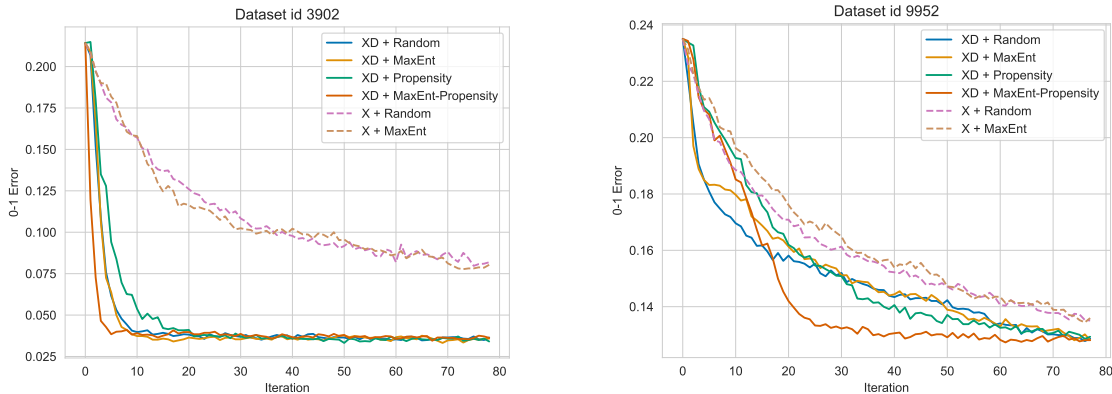 Dataset id 3902
0-1 Error
0.200
0.175
0.150
0.125
0.100
0.075
0.050
0.025
XD + Random
XD + MaxEnt
XD + Propensity
XD + MaxEnt-Propensity
X + Random
X + MaxEnt
0 10 20 30 40 50 60 70 80
Iteration
Dataset id 9952
0-1 Error
0.24
0.22
0.20
0.18
0.16
0.14
XD + Random
XD + MaxEnt
XD + Propensity
XD + MaxEnt-Propensity
X + Random
X + MaxEnt
0 10 20 30 40 50 60 70 80
Iteration